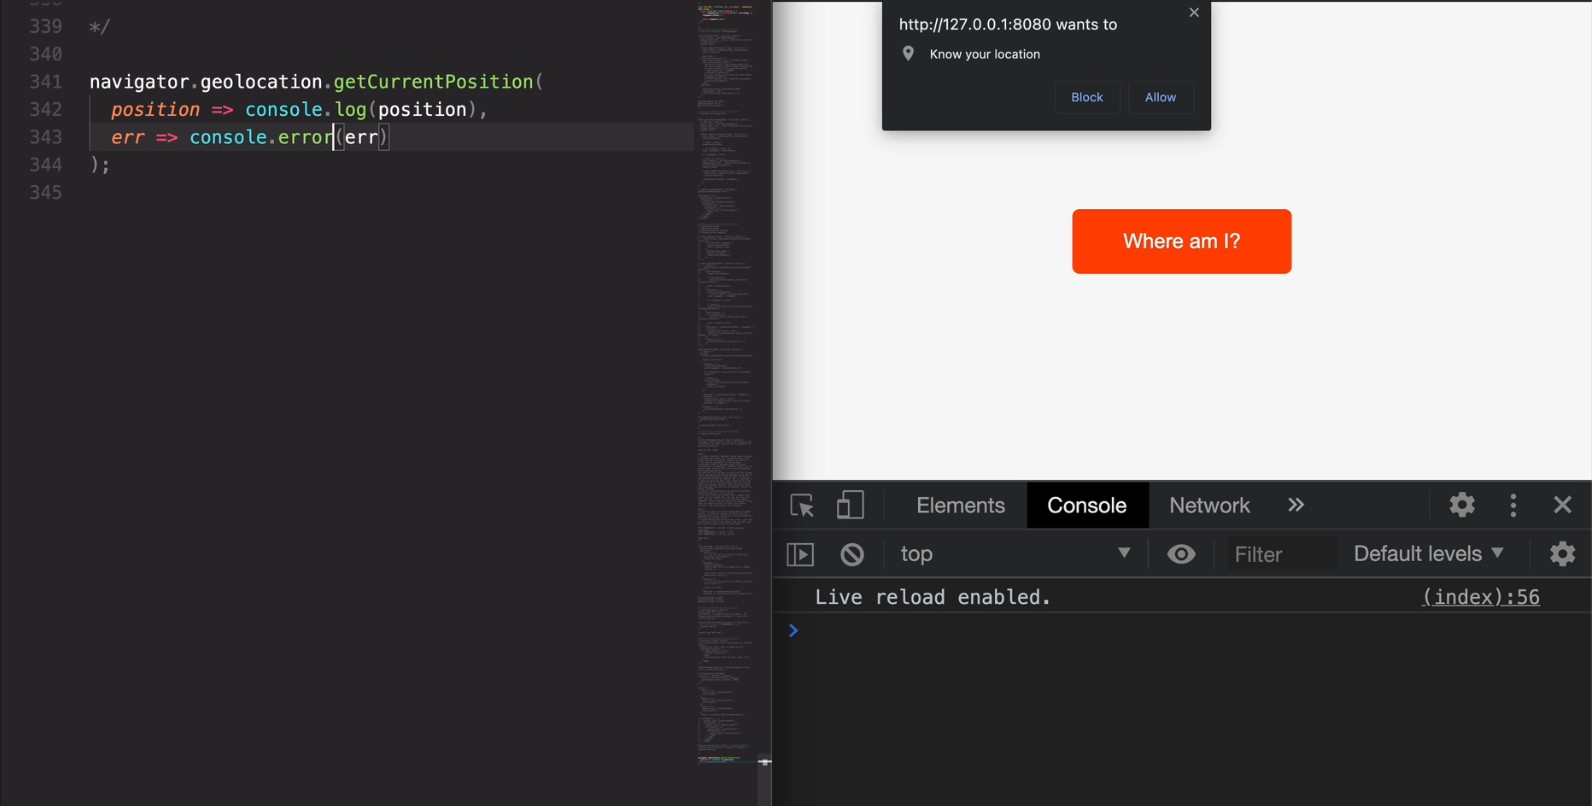 339 */
340
341 navigator.geolocation.getCurrentPosition(
342 position => console.log(position),
343 err => console.error(err)
344 );
345
http://127.0.0.1:8080 wants to
Know your location
Block Allow
Where am I?
Elements Console Network
top Filter Default levels
Live reload enabled. (index):56